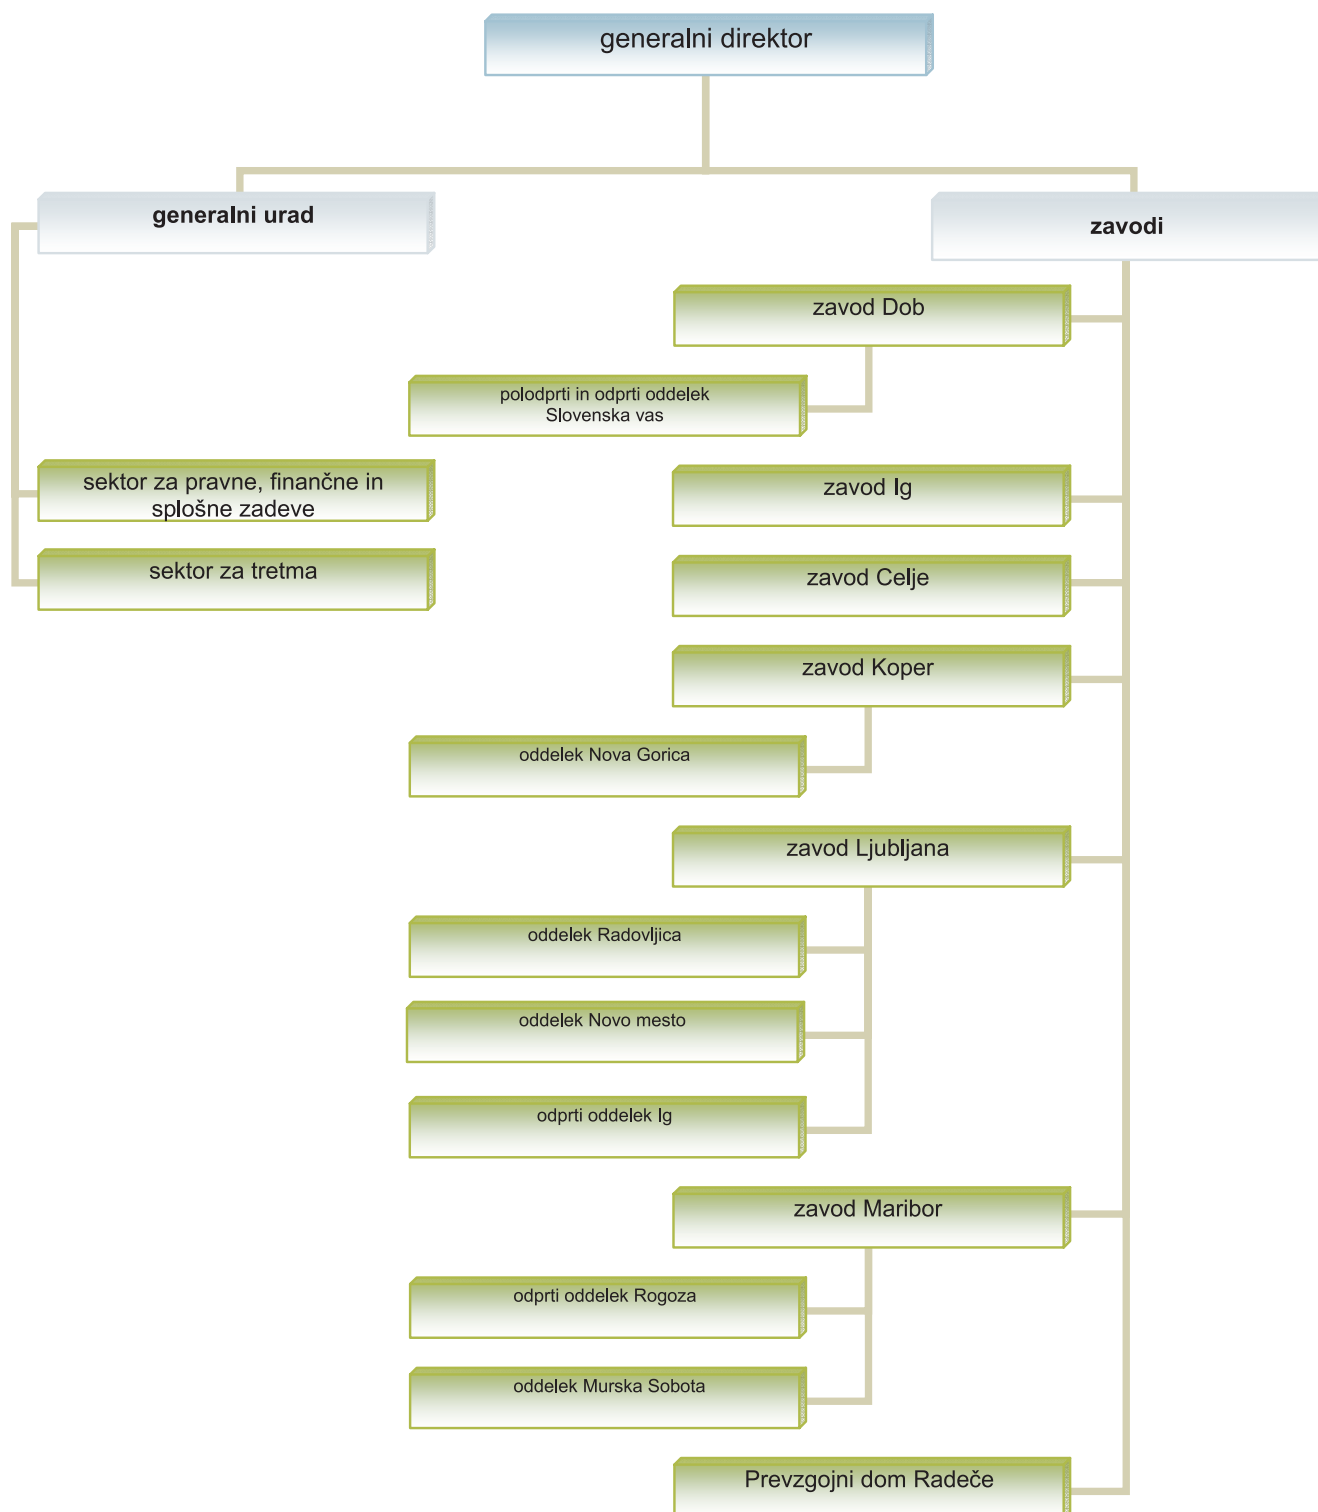 generalni direktor
generalni urad
zavodi
zavod Dob
polodprti in odprti oddelek
Slovenska vas
sektor za pravne, finančne in
splošne zadeve
zavod Ig
sektor za tretma
zavod Celje
zavod Koper
oddelek Nova Gorica
zavod Ljubljana
oddelek Radovljica
oddelek Novo mesto
odprti oddelek Ig
zavod Maribor
odprti oddelek Rogoza
oddelek Murska Sobota
Prevzgojni dom Radeče